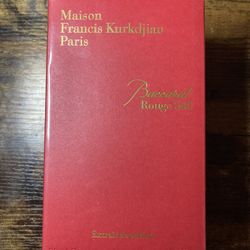 Maison
Francis Kurkdjian
Paris
Baccarat
Rouge 540